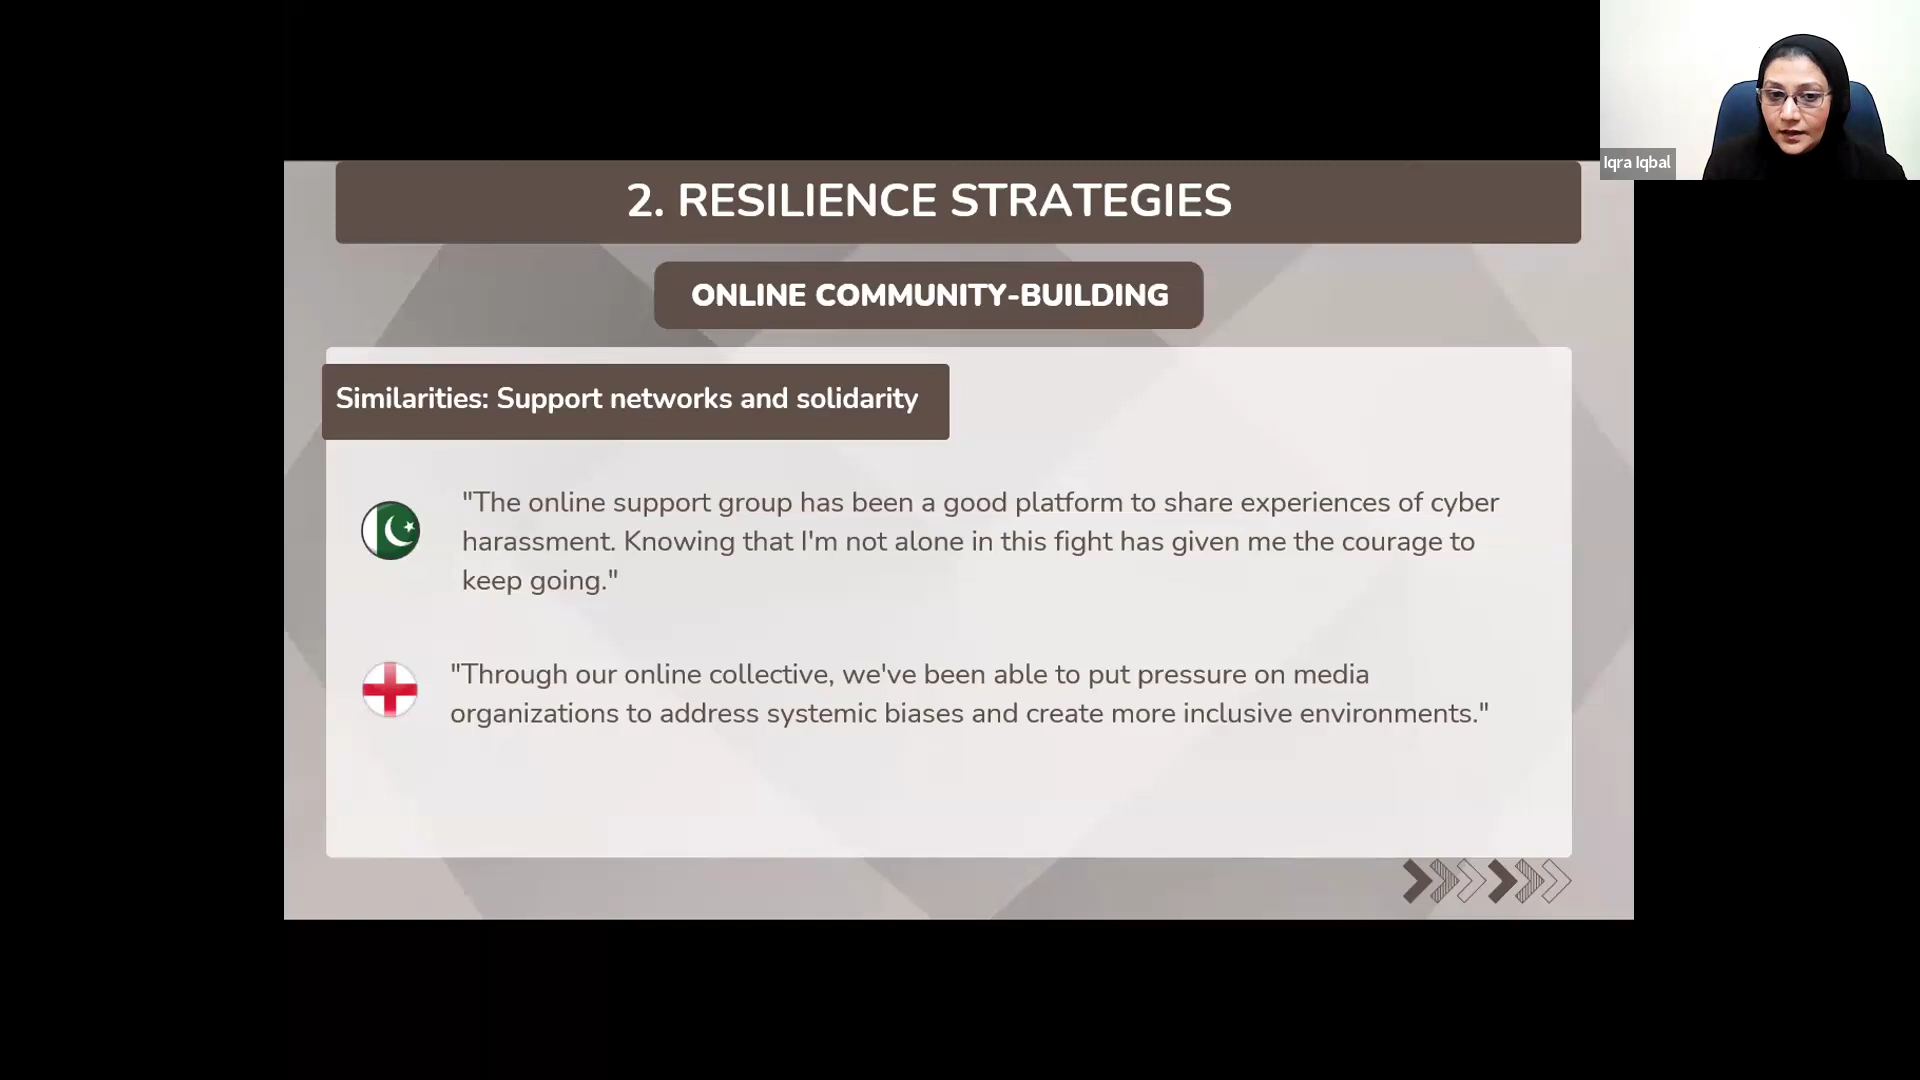 Iqra Iqbal
2. RESILIENCE STRATEGIES
ONLINE COMMUNITY-BUILDING
Similarities: Support networks and solidarity
"The online support group has been a good platform to share experiences of cyber
harassment. Knowing that I'm not alone in this fight has given me the courage to
keep going."
"Through our online collective, we've been able to put pressure on media
organizations to address systemic biases and create more inclusive environments."